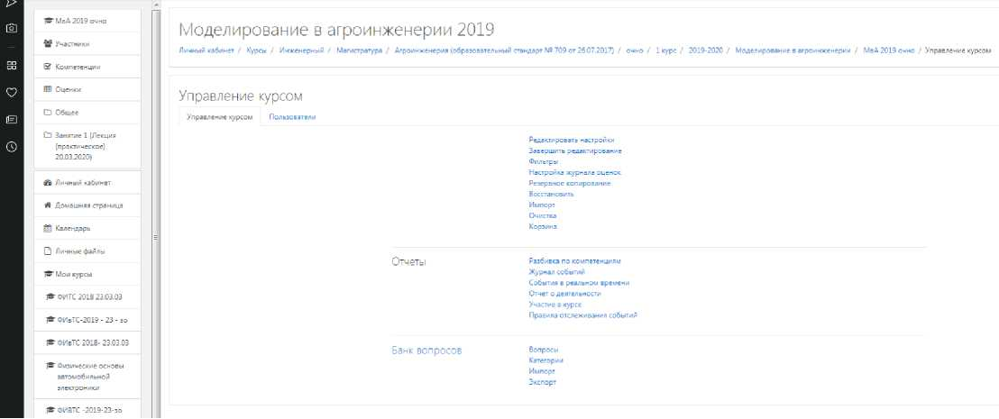 МвА 2019 очно
Участники
Компетенции
Оценки
Общее
Занятие 1 (Лекция
(практическое)
20.03.2020)
Личный кабинет
Домашняя страница
Календарь
Личные файлы
Мои курсы
ФИТС 2018 23.03.03
ФИвТС-2019 - 23 - зо
ФИвТС 2018- 23.03.03
Физические основы
автомобильной
электроники
ФИВТС -2019-23-зо
Моделирование в агроинженерии 2019
Личный кабинет / Курсы / Инженерный / Магистратура / Агроинженерия (образовательный стандарт № 709 от 26.07.2017) / очно / 1 курс / 2019-2020 / Моделирование в агроинженерии / МвА 2019 очно / Управление курсом
Управление курсом
Управление курсом Пользователи
Редактировать настройки
Завершить редактирование
Фильтры
Настройка журнала оценок
Резервное копирование
Восстановить
Импорт
Очистка
Корзина
Отчеты
Разбивка по компетенциям
Журнал событий
События в реальном времени
Отчет о деятельности
Участие в курсе
Правила отслеживания событий
Банк вопросов
Вопросы
Категории
Импорт
Экспорт